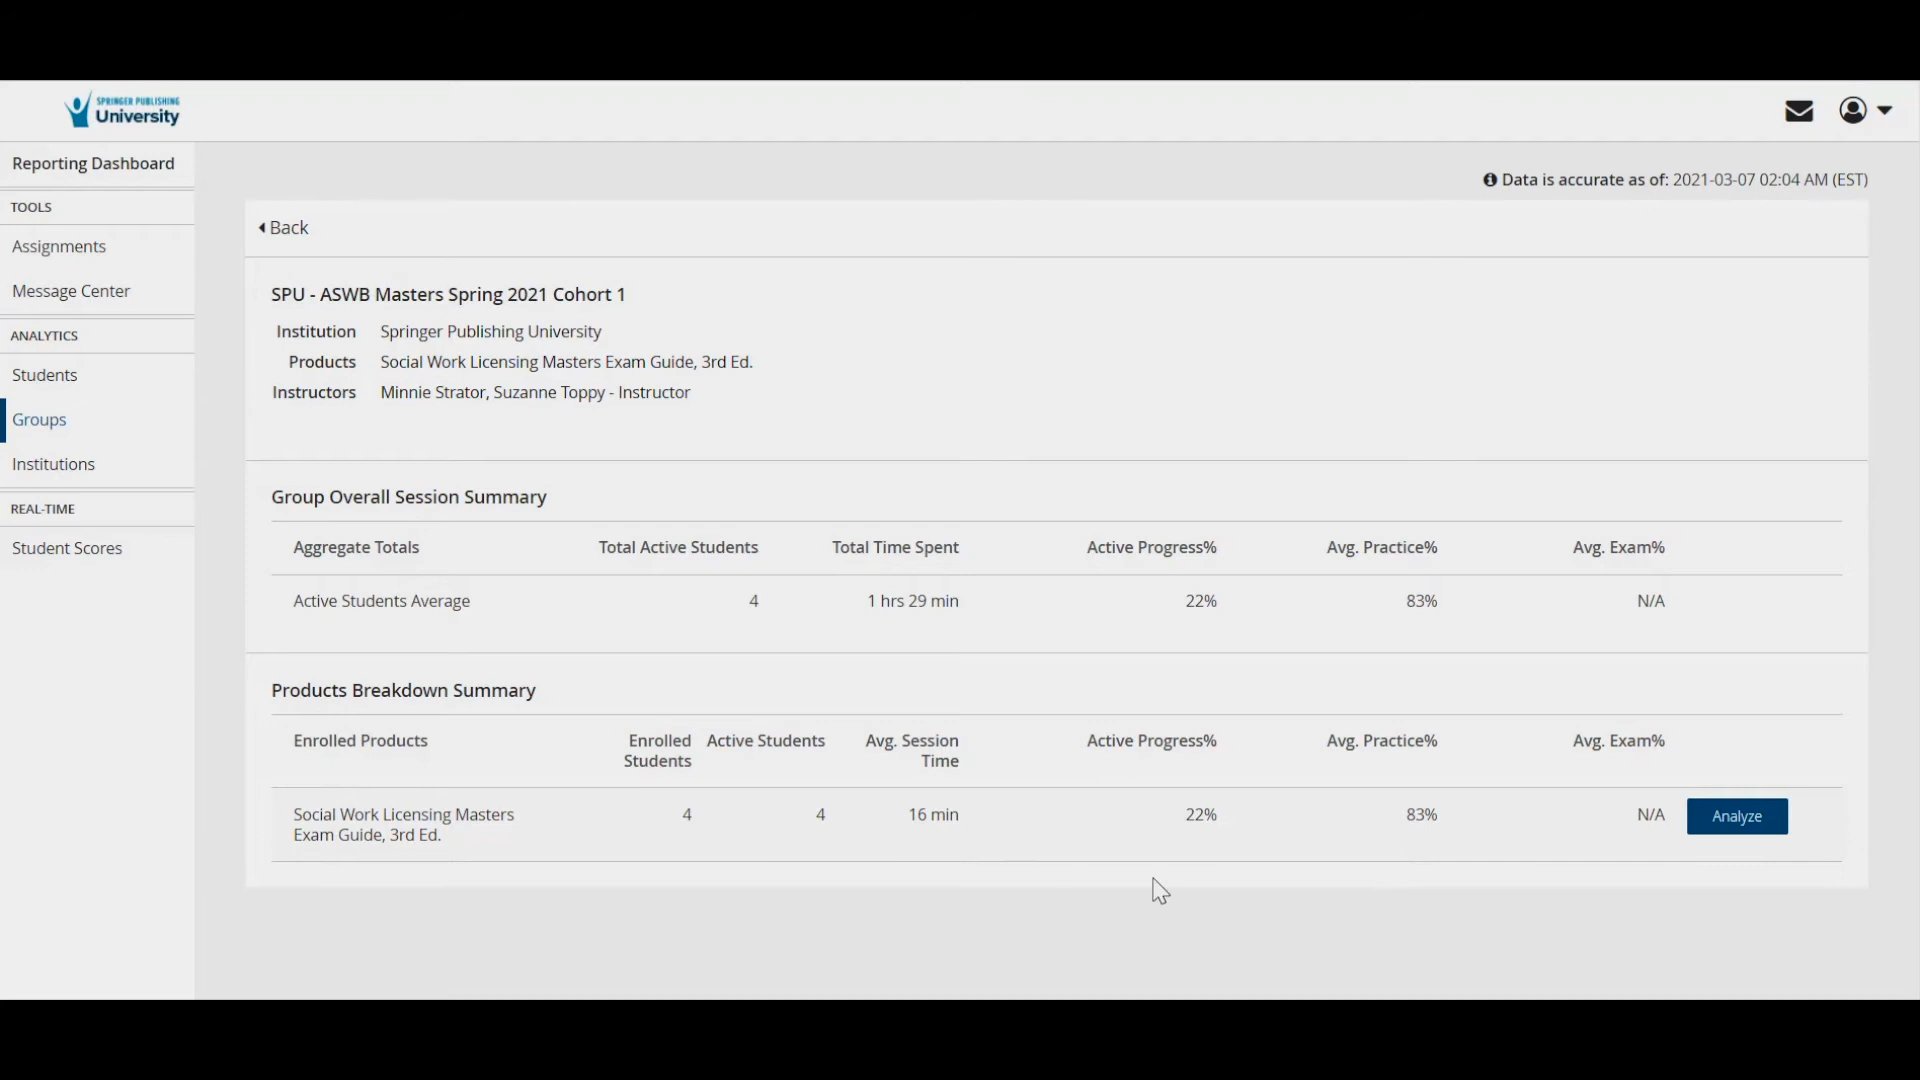 SPRINGER PUBLISHING
University
Reporting Dashboard
TOOLS
Assignments
Message Center
ANALYTICS
Students
Groups
Institutions
REAL-TIME
Student Scores
Data is accurate as of: 2021-03-07 02:04 AM (EST)
Back
SPU - ASWB Masters Spring 2021 Cohort 1
Institution Springer Publishing University
Products Social Work Licensing Masters Exam Guide, 3rd Ed.
Instructors Minnie Strator, Suzanne Toppy - Instructor
Group Overall Session Summary
Aggregate Totals Total Active Students Total Time Spent Active Progress% Avg. Practice% Avg. Exam%
Active Students Average 4 1 hrs 29 min 22% 83% N/A
Products Breakdown Summary
Enrolled Products Enrolled Active Students Avg. Session Active Progress% Avg. Practice% Avg. Exam%
Students Time
Social Work Licensing Masters 4 4 16 min 22% 83% N/A Analyze
Exam Guide, 3rd Ed.